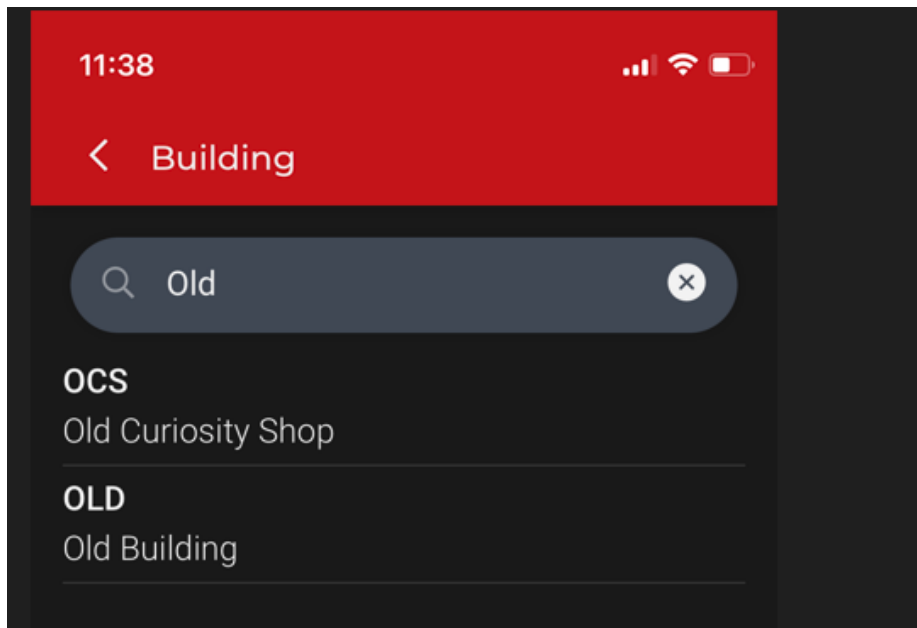 11:38
Building
Old
OCS
Old Curiosity Shop
OLD
Old Building